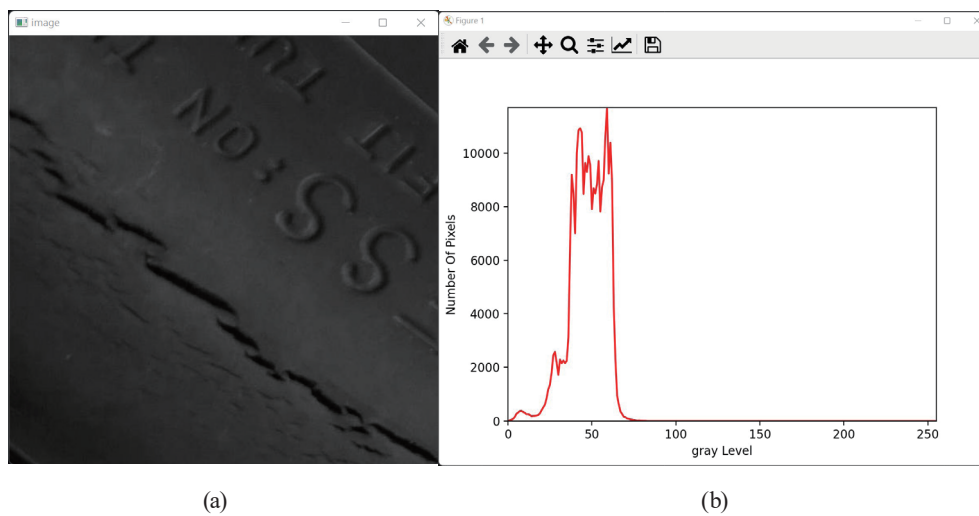 image
Figure 1
NO:
S
S
10000
8000
6000
4000
2000
0
Number Of Pixels
0 50 100 150 200 250
gray Level
(a)
(b)